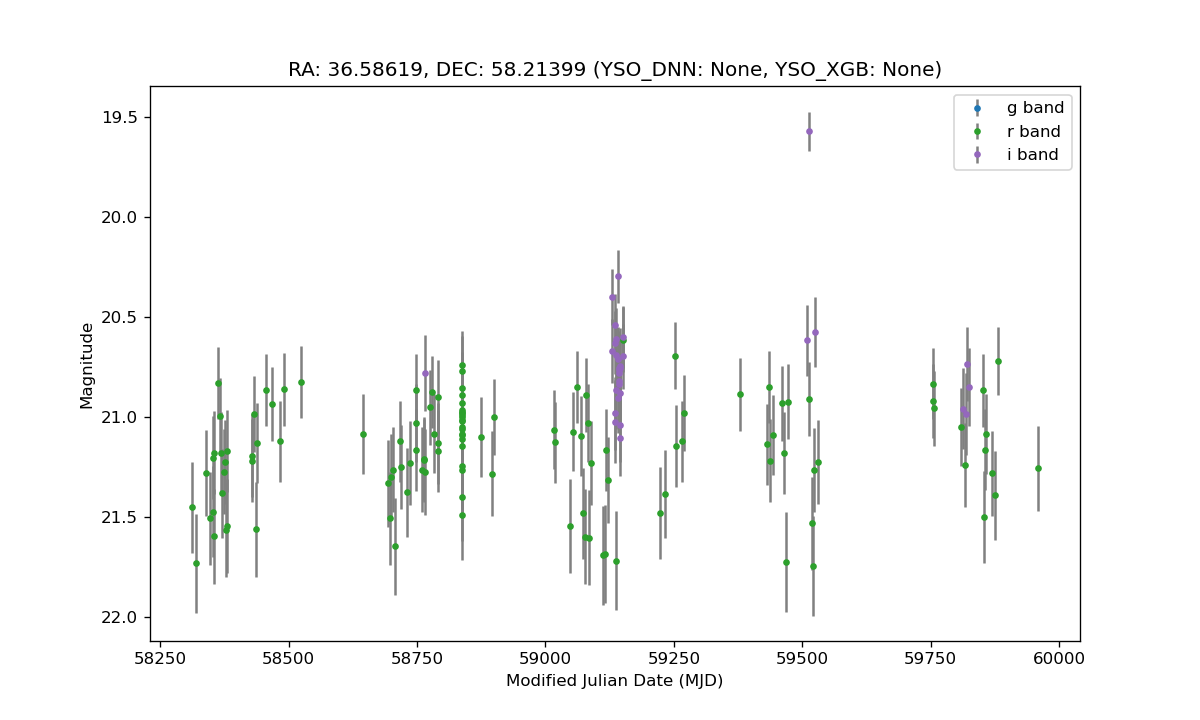 RA: 36.58619, DEC: 58.21399 (YSO_DNN: None, YSO_XGB: None)
g band
r band
i band
19.5
20.0
20.5
21.0
21.5
22.0
Magnitude
58250 58500 58750 59000 59250 59500 59750 60000
Modified Julian Date (MJD)